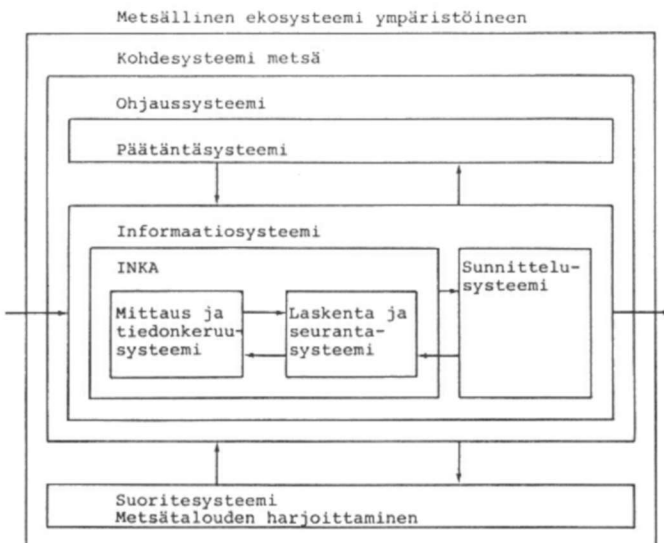 Metsällinen ekosysteemi ympäristöineen
Kohdesysteemi metsä
Ohjaussysteemi
Päätäntäsysteemi
Informaatiosysteemi
INKA
Mittaus ja
tiedonkeruu-
systeemi
Laskenta ja
seuranta-
systeemi
Sunnittelu-
systeemi
Suoritesysteemi
Metsätalouden harjoittaminen